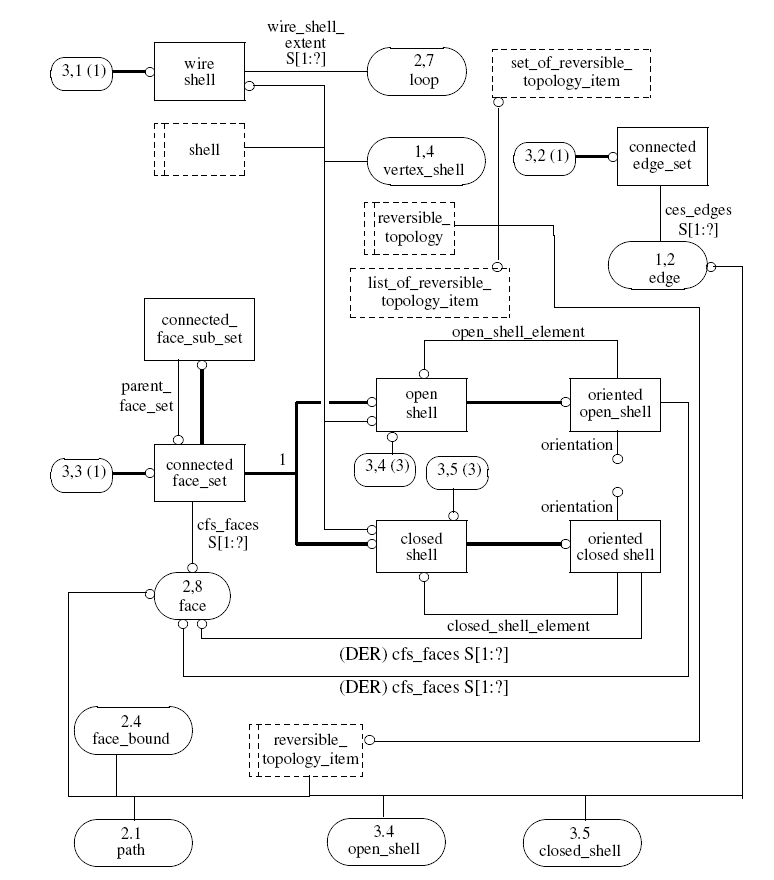 wire_shell_
extent
S[1:?]
3,1 (1)
wire
shell
2,7
loop
set_of_reversible_
topology_item
shell
1,4
vertex_shell
3,2 (1)
connected
edge_set
reversible_
topology
ces_edges
S[1:?]
1,2
edge
list_of_reversible_
topology_item
connected_
face_sub_set
open_shell_element
parent_
face_set
open
shell
oriented
open_shell
orientation
3,3 (1)
connected
face_set
1
3,4 (3)
3,5 (3)
orientation
cfs_faces
S[1:?]
closed
shell
oriented
closed shell
2,8
face
closed_shell_element
(DER) cfs_faces S[1:?]
(DER) cfs_faces S[1:?]
2.4
face_bound
reversible_
topology_item
2.1
path
3.4
open_shell
3.5
closed_shell